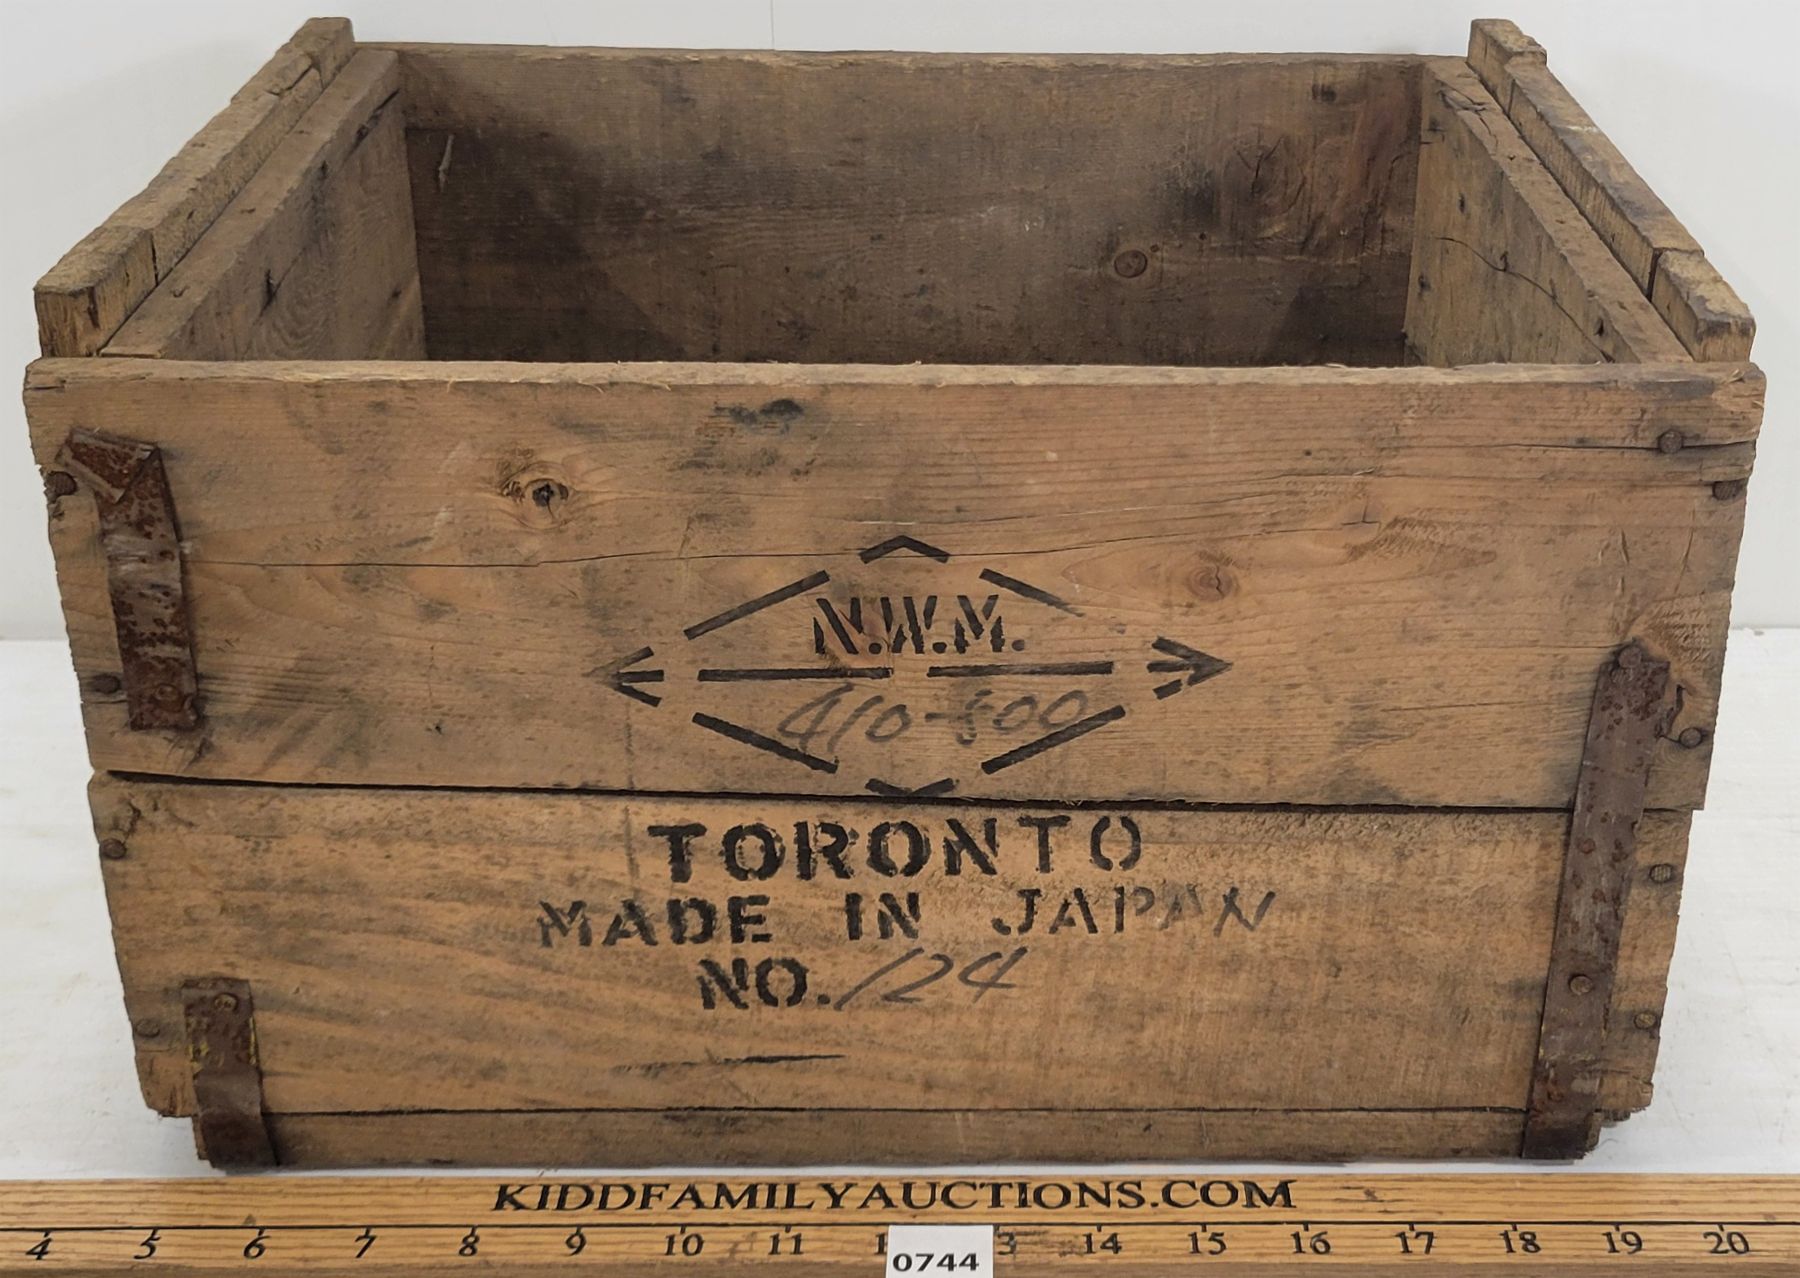 N.W.M.
410-800
TORONTO
MADE IN JAPAN
NO. 124
KIDDFAMILYAUCTIONS.COM
4 5 6 7 8 9 10 11 1 3 14 15 16 17 18 19 20
0744